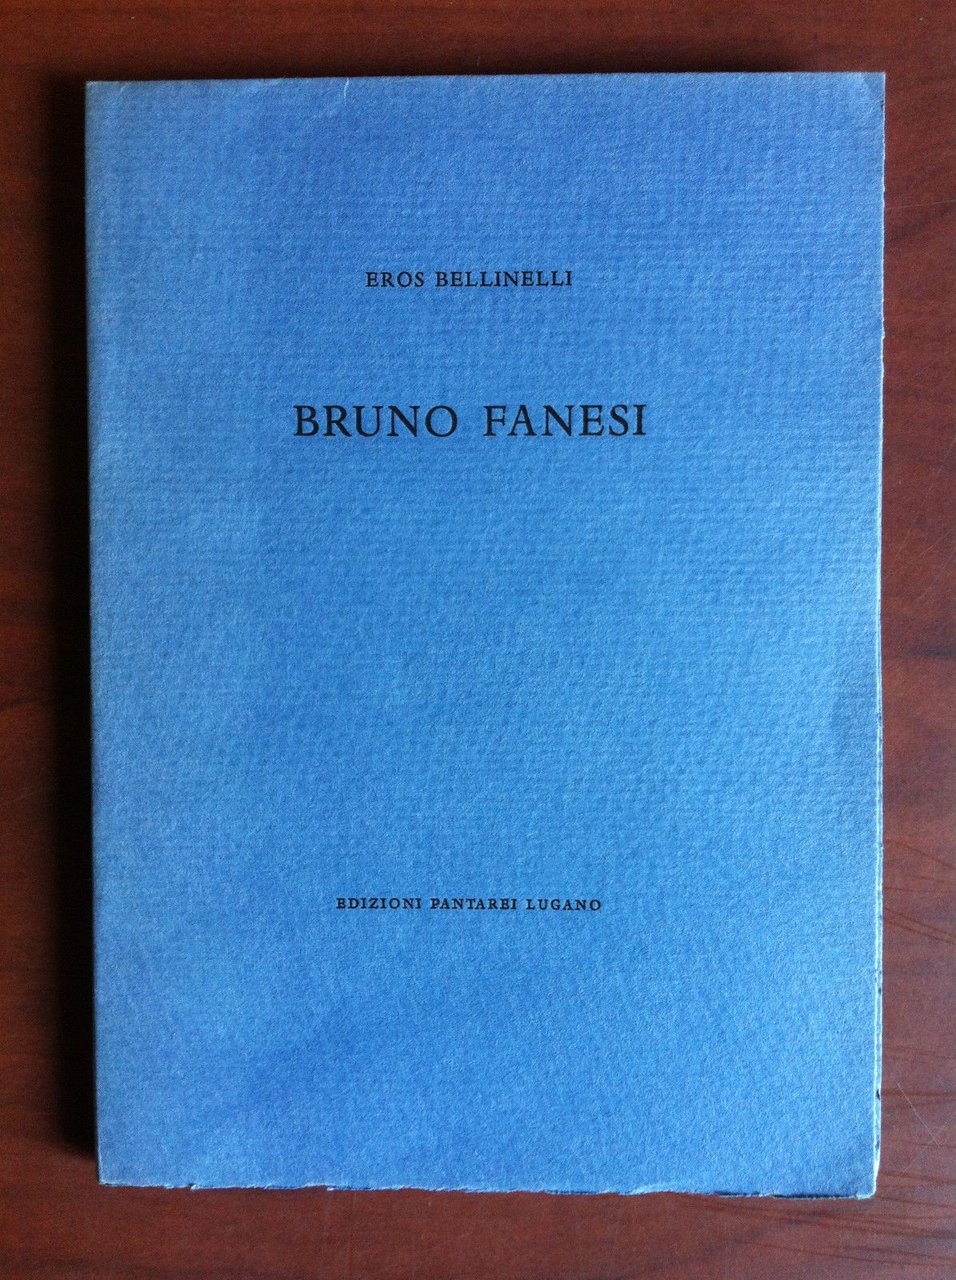 EROS BELLINELLI
BRUNO FANESI
EDIZIONI PANTAREI LUGANO